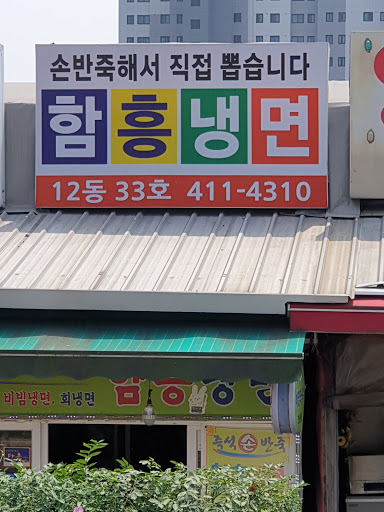 손반죽해서 직접 뽑습니다
함흥냉면
12동 33호 411-4310
함흥냉면
비빔냉면, 회냉면
즉석 손 반죽